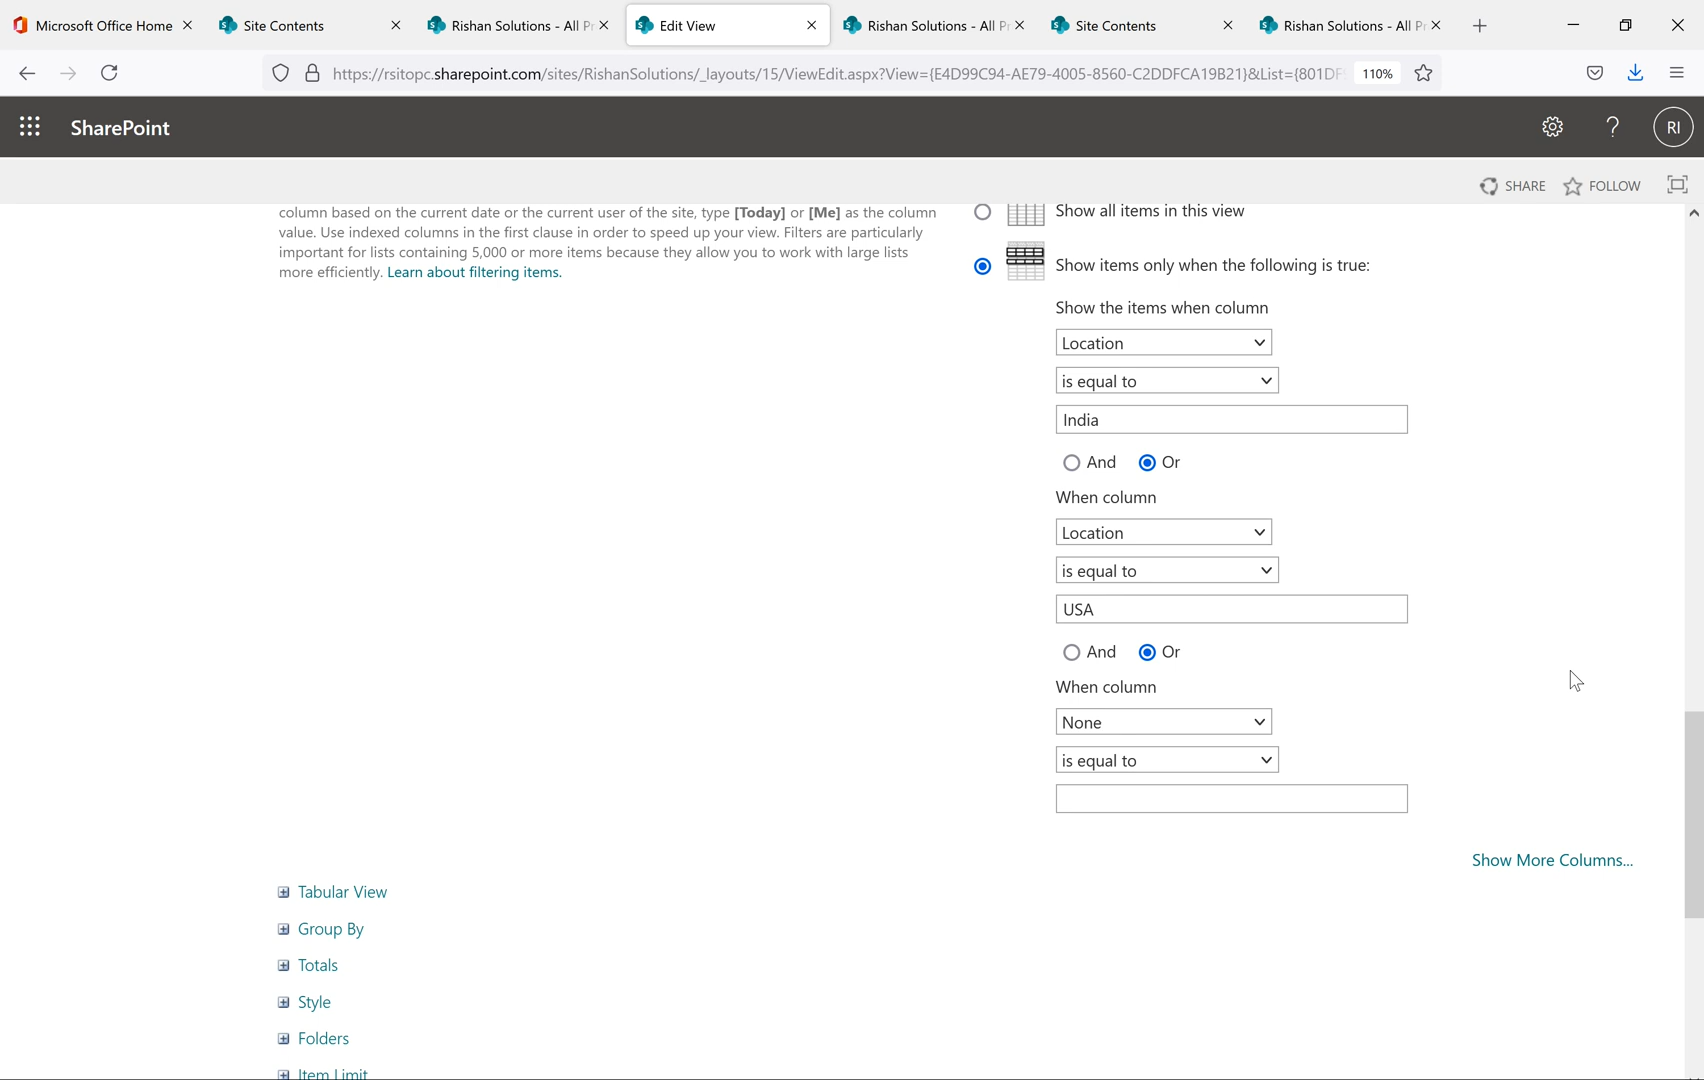 Microsoft Office Home
Site Contents
Rishan Solutions - All Pr
Edit View
Rishan Solutions - All Pr
Site Contents
Rishan Solutions - All Pr
https://rsitopc.sharepoint.com/sites/RishanSolutions/_layouts/15/ViewEdit.aspx?View={E4D99C94-AE79-4005-8560-C2DDFCA19B21}&List={801DF
110%
SharePoint
?
RI
SHARE
FOLLOW
column based on the current date or the current user of the site, type [Today] or [Me] as the column
value. Use indexed columns in the first clause in order to speed up your view. Filters are particularly
important for lists containing 5,000 or more items because they allow you to work with large lists
more efficiently. Learn about filtering items.
Show all items in this view
Show items only when the following is true:
Show the items when column
Location
is equal to
India
And Or
When column
Location
is equal to
USA
And Or
When column
None
is equal to
Show More Columns...
Tabular View
Group By
Totals
Style
Folders
Item Limit